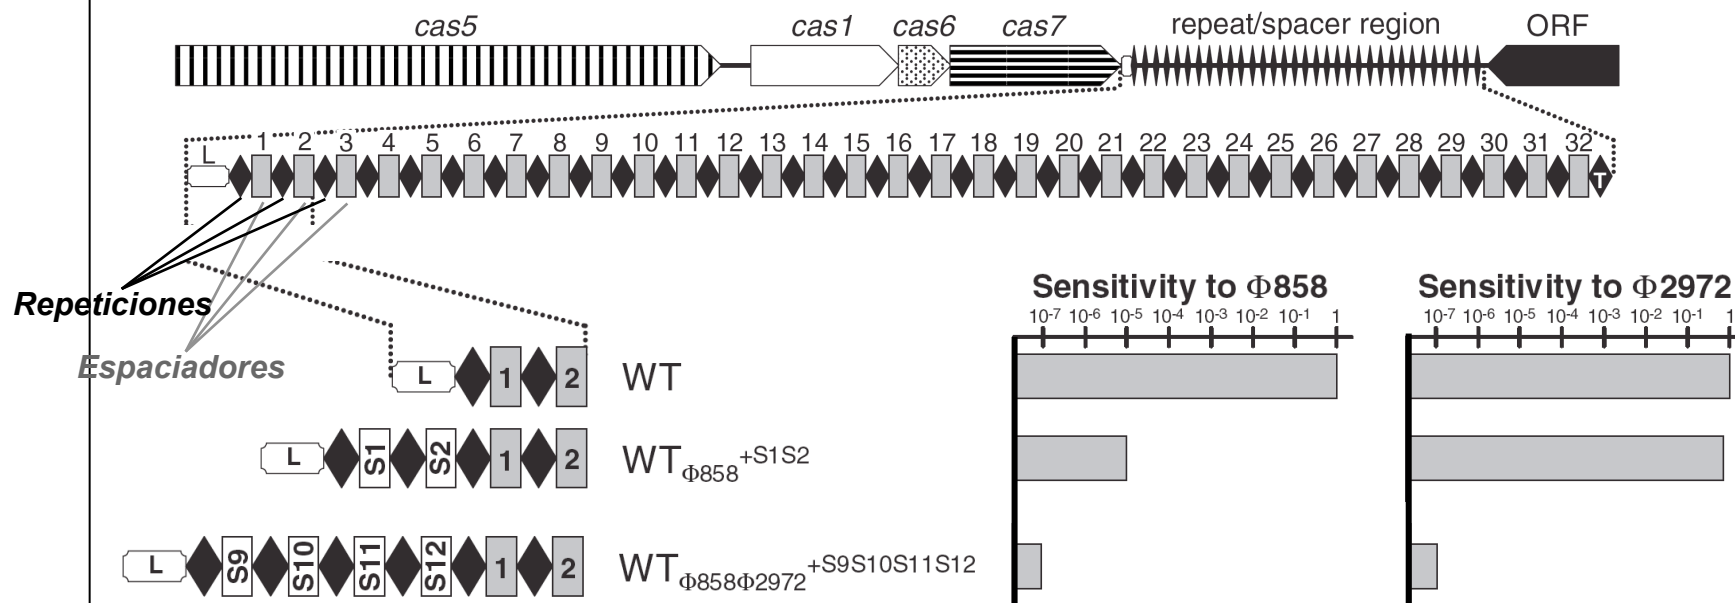 cas5 cas1 cas6 cas7 repeat/spacer region ORF
L 1 2 3 4 5 6 7 8 9 10 11 12 13 14 15 16 17 18 19 20 21 22 23 24 25 26 27 28 29 30 31 32
T
Repeticiones
Espaciadores
Sensitivity to Φ858 Sensitivity to Φ2972
10-7 10-6 10-5 10-4 10-3 10-2 10-1 1 10-7 10-6 10-5 10-4 10-3 10-2 10-1 1
L 1 2 WT
L S1 S2 1 2 WTΦ858+S1S2
L S9 S10 S11 S12 1 2 WTΦ858Φ2972+S9S10S11S12